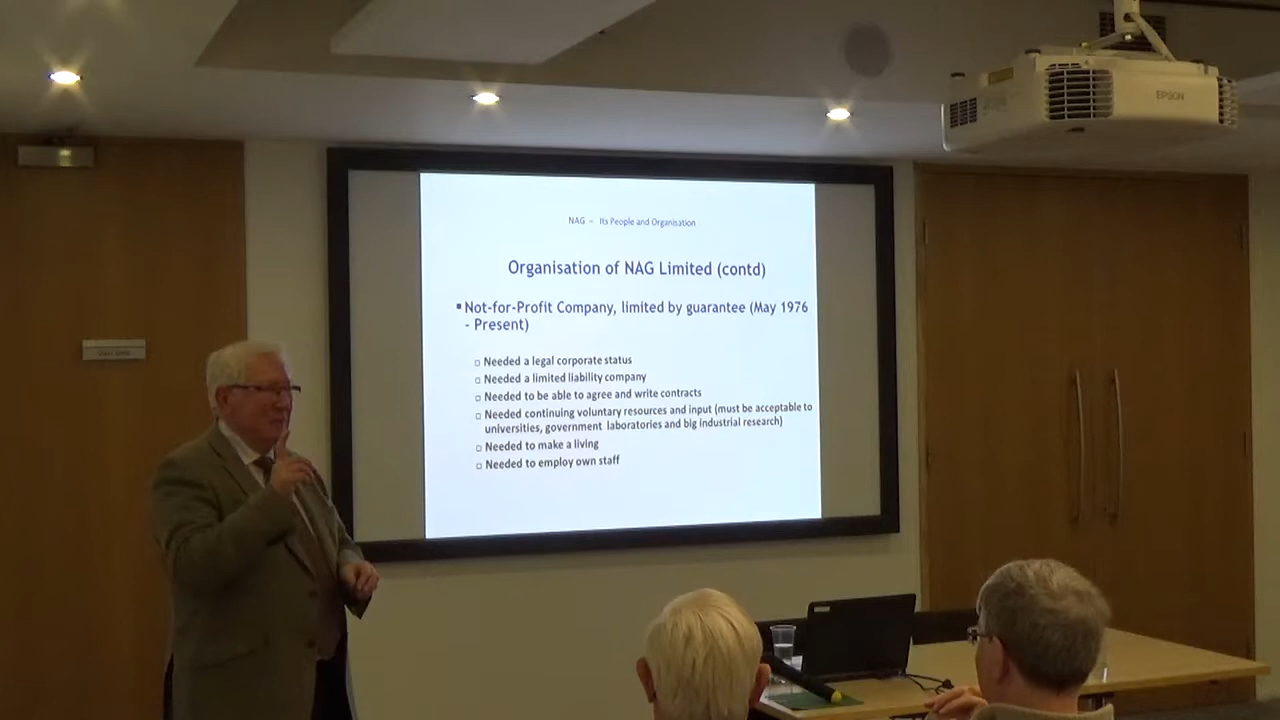 EPSON
NAG – Its People and Organisation
Organisation of NAG Limited (contd)
▪ Not-for-Profit Company, limited by guarantee (May 1976
- Present)
▫ Needed a legal corporate status
▫ Needed a limited liability company
▫ Needed to be able to agree and write contracts
▫ Needed continuing voluntary resources and input (must be acceptable to
universities, government laboratories and big industrial research)
▫ Needed to make a living
▫ Needed to employ own staff